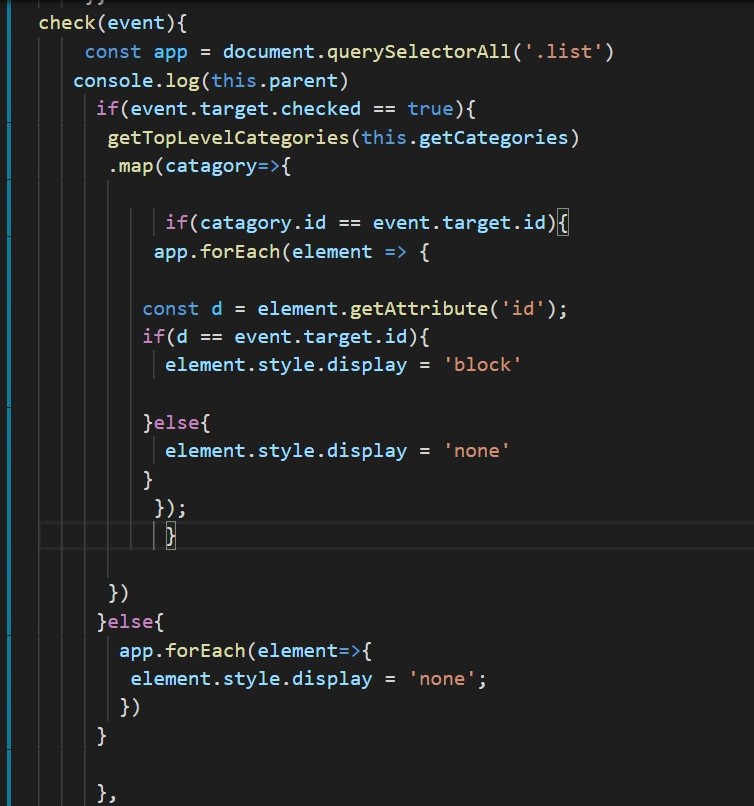 check(event){
const app = document.querySelectorAll('.list')
console.log(this.parent)
if(event.target.checked == true){
getTopLevelCategories(this.getCategories)
.map(catagory=>{
if(catagory.id == event.target.id){
app.forEach(element => {
const d = element.getAttribute('id');
if(d == event.target.id){
element.style.display = 'block'
}else{
element.style.display = 'none'
}
});
}
})
}else{
app.forEach(element=>{
element.style.display = 'none';
})
}
},